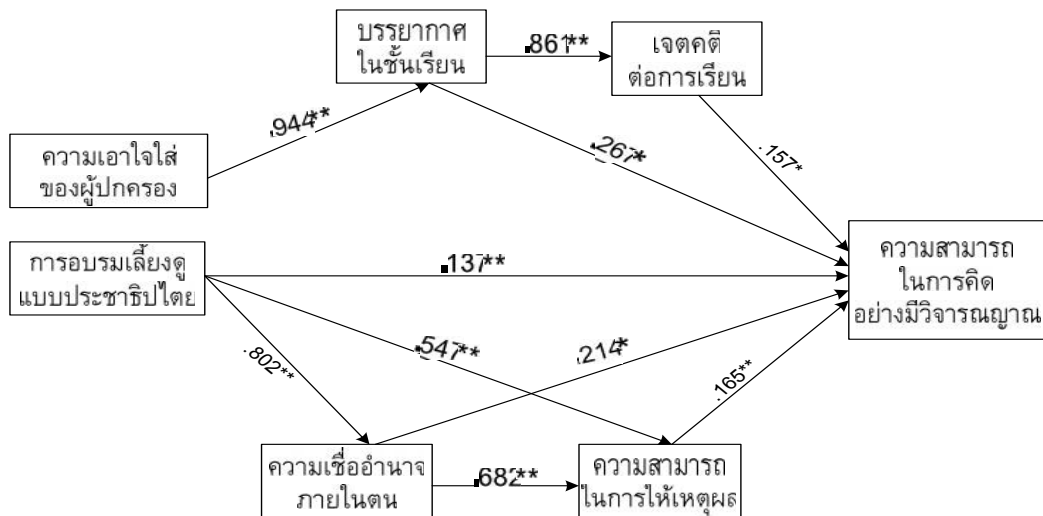 บรรยากาศ
ในชั้นเรียน
.861**
เจตคติ
ต่อการเรียน
.944**
.267*
.157*
ความเอาใจใส่
ของผู้ปกครอง
การอบรมเลี้ยงดู
แบบประชาธิปไตย
.137**
ความสามารถ
ในการคิด
อย่างมีวิจารณญาณ
.802**
.547**
.214*
.165**
ความเชื่ออำนาจ
ภายในตน
.682**
ความสามารถ
ในการให้เหตุผล